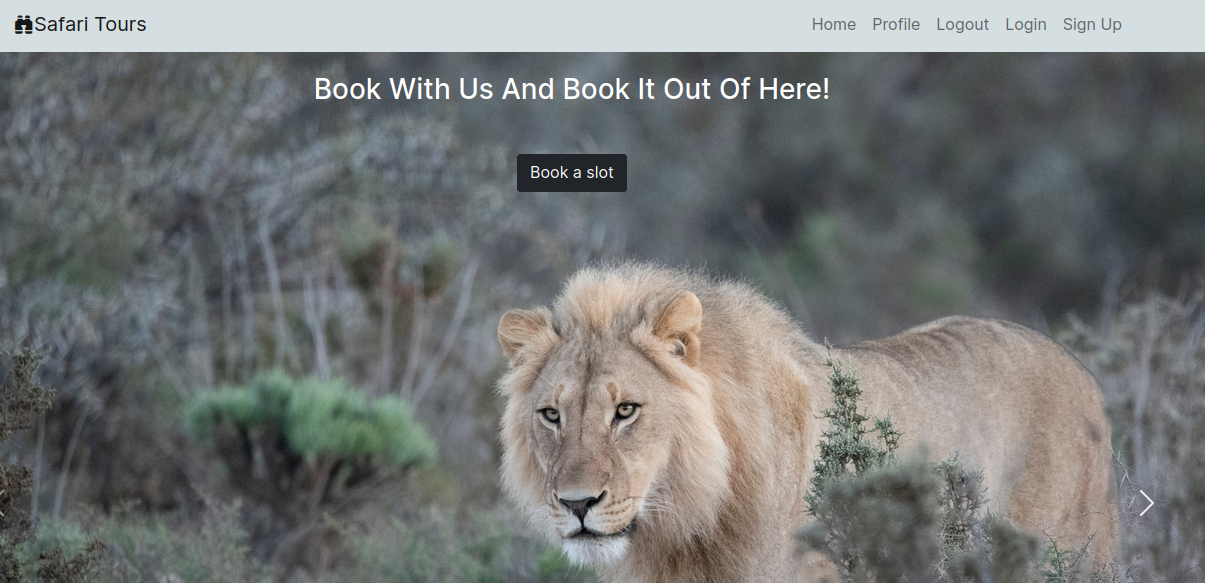 Safari Tours
Home Profile Logout Login Sign Up
Book With Us And Book It Out Of Here!
Book a slot